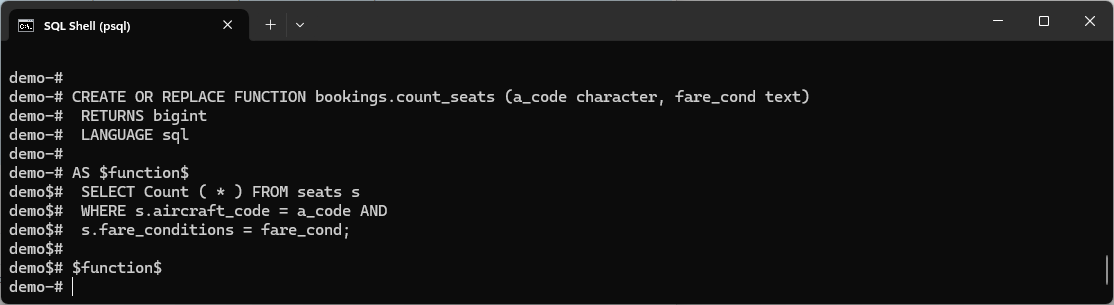 SQL Shell (psql)
demo-#
demo-# CREATE OR REPLACE FUNCTION bookings.count_seats (a_code character, fare_cond text)
demo-#  RETURNS bigint
demo-#  LANGUAGE sql
demo-#
demo-# AS $function$
demo$#  SELECT Count ( * ) FROM seats s
demo$#  WHERE s.aircraft_code = a_code AND
demo$#  s.fare_conditions = fare_cond;
demo$#
demo$# $function$
demo-#